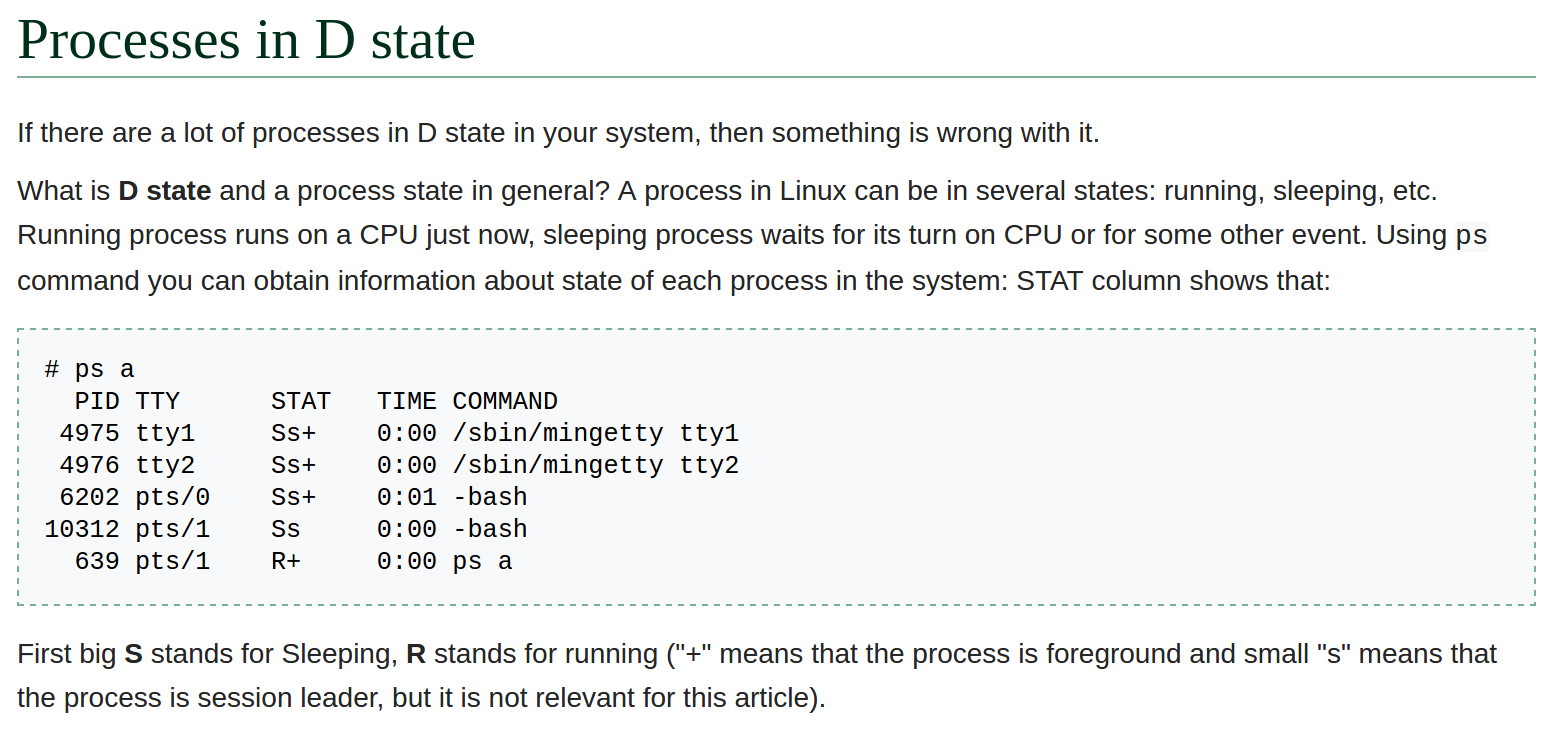 Processes in D state
If there are a lot of processes in D state in your system, then something is wrong with it.
What is D state and a process state in general? A process in Linux can be in several states: running, sleeping, etc.
Running process runs on a CPU just now, sleeping process waits for its turn on CPU or for some other event. Using ps
command you can obtain information about state of each process in the system: STAT column shows that:
# ps a
  PID TTY      STAT   TIME COMMAND
 4975 tty1     Ss+    0:00 /sbin/mingetty tty1
 4976 tty2     Ss+    0:00 /sbin/mingetty tty2
 6202 pts/0    Ss+    0:01 -bash
10312 pts/1    Ss     0:00 -bash
  639 pts/1    R+     0:00 ps a
First big S stands for Sleeping, R stands for running ("+" means that the process is foreground and small "s" means that
the process is session leader, but it is not relevant for this article).